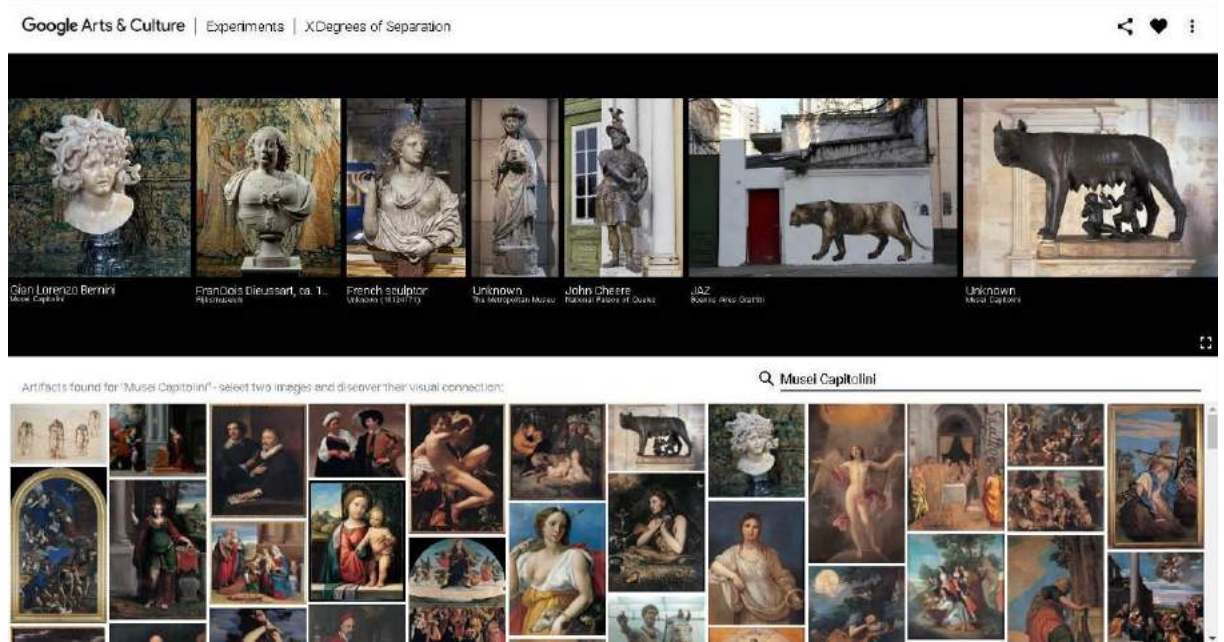 Google Arts & Culture | Experiments | X Degrees of Separation
Gian Lorenzo Bernini
Musei Capitolini
FranDois Dieussart, ca. 1..
Rijksmuseum
French sculptor
Unknown
The Metropolitan Museu
John Cheere
National Palace of Queluz
JAZ
Buenos Aires Graffiti
Unknown
Musei Capitolini
Artifacts found for "Musei Capitolini" - select two images and discover their visual connection:
Musei Capitolini